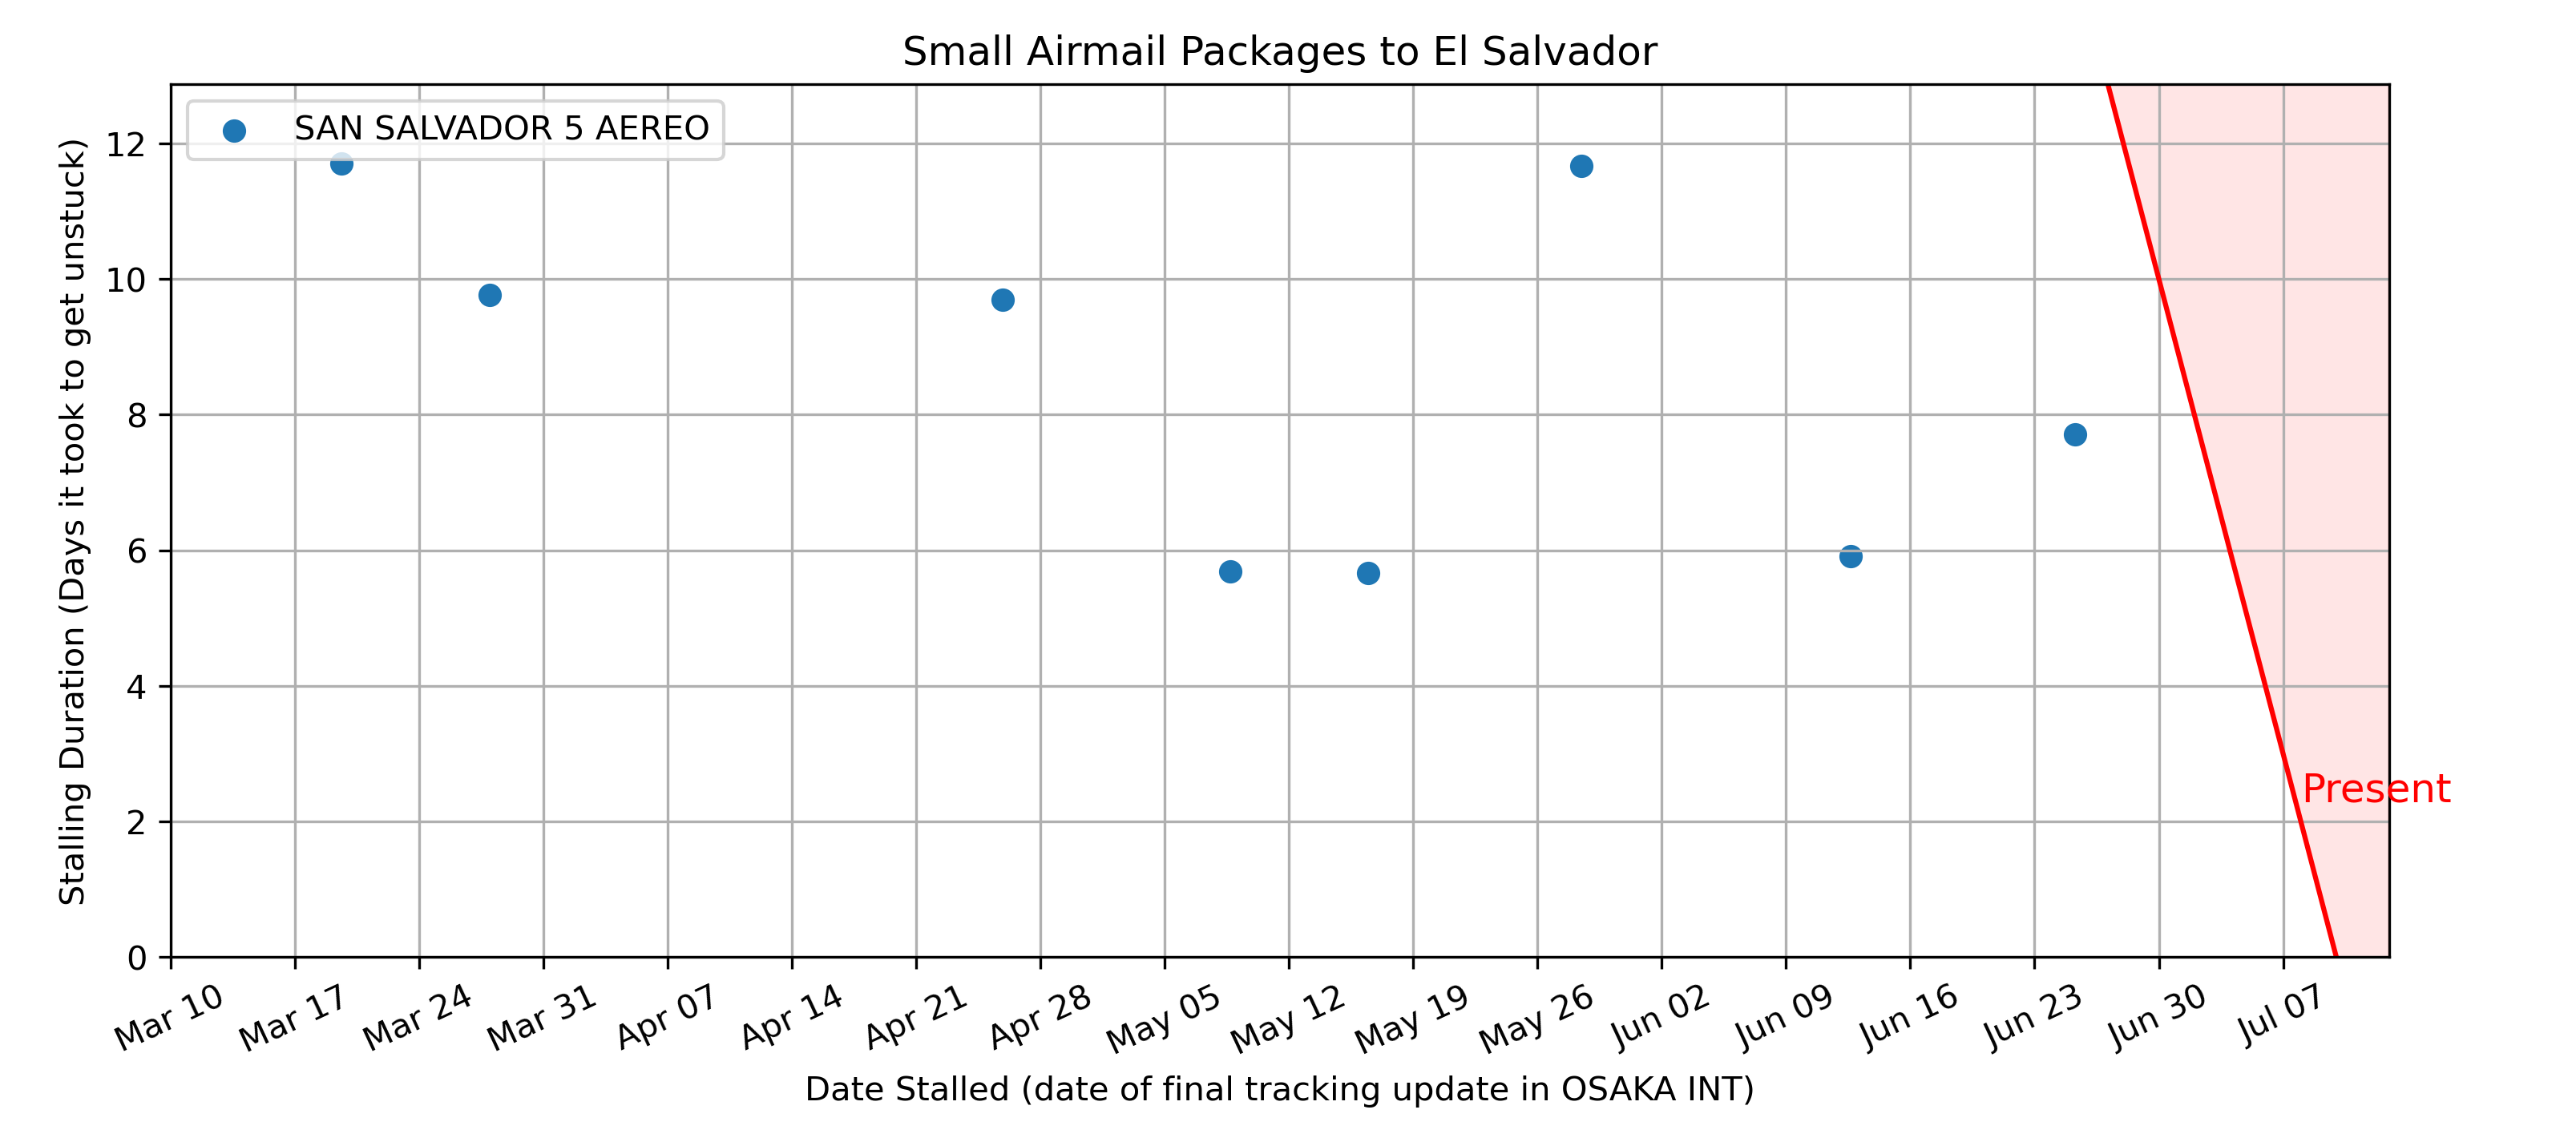 Small Airmail Packages to El Salvador
SAN SALVADOR 5 AEREO
Stalling Duration (Days it took to get unstuck)
12
10
8
6
4
2
0
Present
Mar 10
Mar 17
Mar 24
Mar 31
Apr 07
Apr 14
Apr 21
Apr 28
May 05
May 12
May 19
May 26
Jun 02
Jun 09
Jun 16
Jun 23
Jun 30
Jul 07
Date Stalled (date of final tracking update in OSAKA INT)